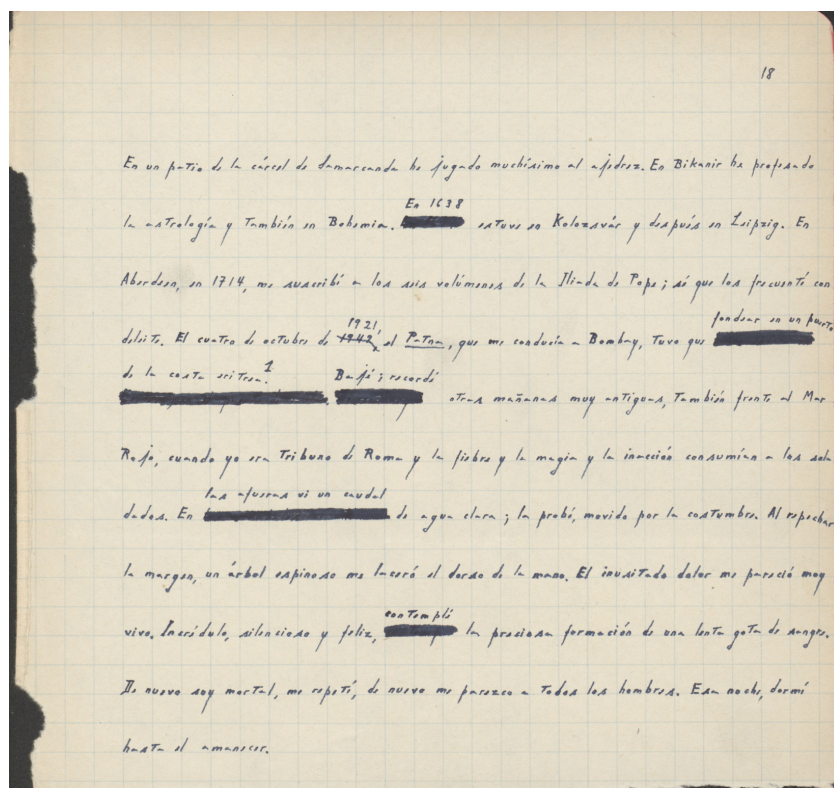 18
En un patio de la cárcel de Samarcanda he jugado muchísimo al ajedrez. En Bikanir he profesado
En 1638
la astrología y también en Bohemia. estuve en Kolozsvár y después en Leipzig. En
Aberdeen, en 1714, me suscribí a los seis volúmenes de la Iliada de Pope; sé que los frecuenté con
1921, fondear en un puerto
deleite. El cuatro de octubre de 1942, el Patna, que me conducía a Bombay, tuvo que
de la costa eritrea.1 Bajé; recordé
otras mañanas muy antiguas, también frente al Mar
Rojo, cuando yo era tribuno de Roma y la fiebre y la magia y la inacción consumían a los sol
las afueras vi un caudal
dados. En de agua clara; la probé, movido por la costumbre. Al repechar
la margen, un árbol espinoso me laceró el dorso de la mano. El inusitado dolor me pareció muy
contemplé
vivo. Incrédulo, silencioso y feliz, la preciosa formación de una lenta gota de sangre.
De nuevo soy mortal, me repetí, de nuevo me parezco a todos los hombres. Esa noche, dormí
hasta el amanecer.